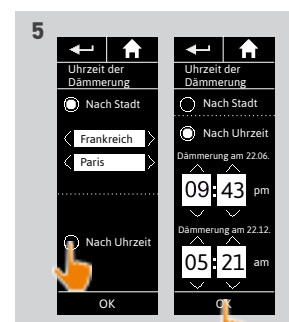 5
Uhrzeit der
Dämmerung
Nach Stadt
Frankreich
Paris
Nach Uhrzeit
OK
Uhrzeit der
Dämmerung
Nach Stadt
Nach Uhrzeit
Dämmerung am 22.06.
09:43 pm
Dämmerung am 22.12.
05:21 am
OK